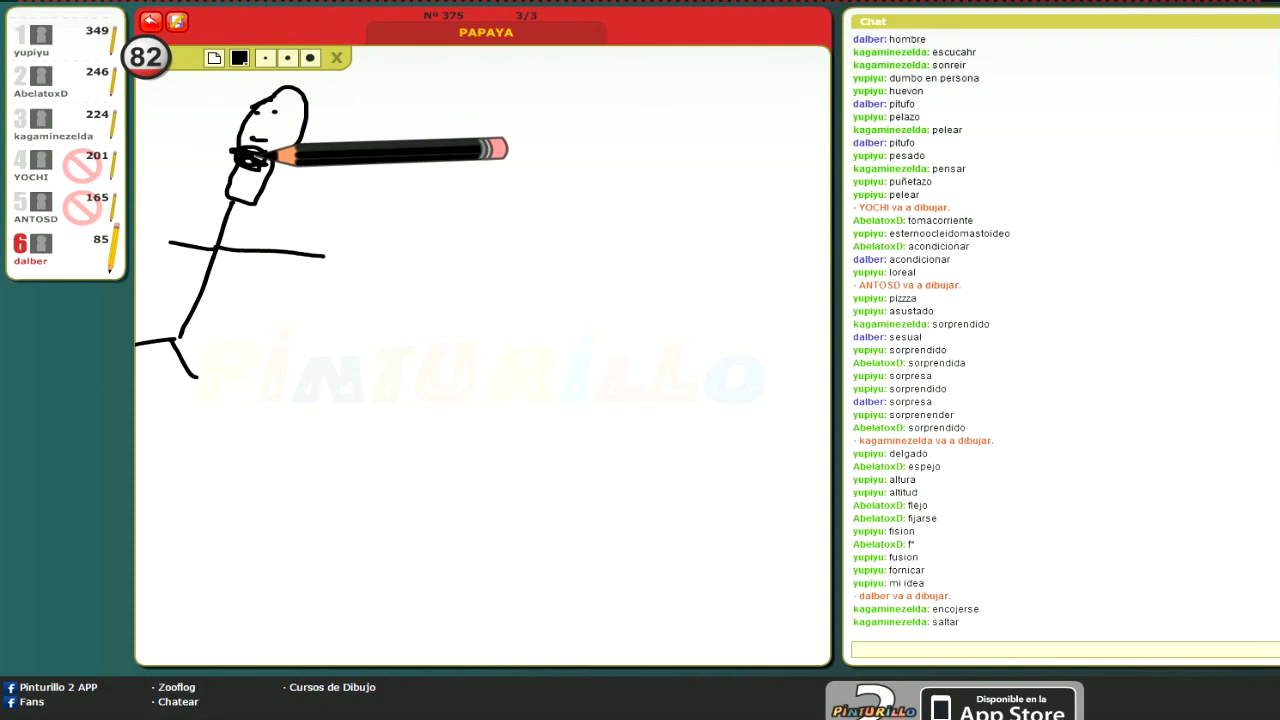 1
349
yupiyu
2
246
AbelatoxD
3
224
kagaminezelda
4
201
YOCHI
5
165
ANTOSD
6
85
dalber
Nº 375
3/3
PAPAYA
82
X
PINTURILLO
Chat
dalber: hombre
kagaminezelda: escucahr
kagaminezelda: sonreir
yupiyu: dumbo en persona
yupiyu: huevon
dalber: pitufo
yupiyu: pelazo
kagaminezelda: pelear
dalber: pitufo
yupiyu: pesado
kagaminezelda: pensar
yupiyu: puñetazo
yupiyu: pelear
· YOCHI va a dibujar.
AbelatoxD: tomacorriente
yupiyu: esternoocleidomastoideo
AbelatoxD: acondicionar
dalber: acondicionar
yupiyu: loreal
· ANTOSD va a dibujar.
yupiyu: pizzza
yupiyu: asustado
kagaminezelda: sorprendido
dalber: sesual
yupiyu: sorprendido
AbelatoxD: sorprendida
yupiyu: sorpresa
yupiyu: sorprendido
dalber: sorpresa
yupiyu: sorprenender
AbelatoxD: sorprendido
· kagaminezelda va a dibujar.
yupiyu: delgado
AbelatoxD: espejo
yupiyu: altura
yupiyu: altitud
AbelatoxD: flejo
AbelatoxD: fijarse
yupiyu: fision
AbelatoxD: f*
yupiyu: fusion
yupiyu: fornicar
yupiyu: mi idea
· dalber va a dibujar.
kagaminezelda: encojerse
kagaminezelda: saltar
Pinturillo 2 APP
· Zooflog
· Cursos de Dibujo
Fans
· Chatear
PINTURILLO 2
Disponible en la
App Store